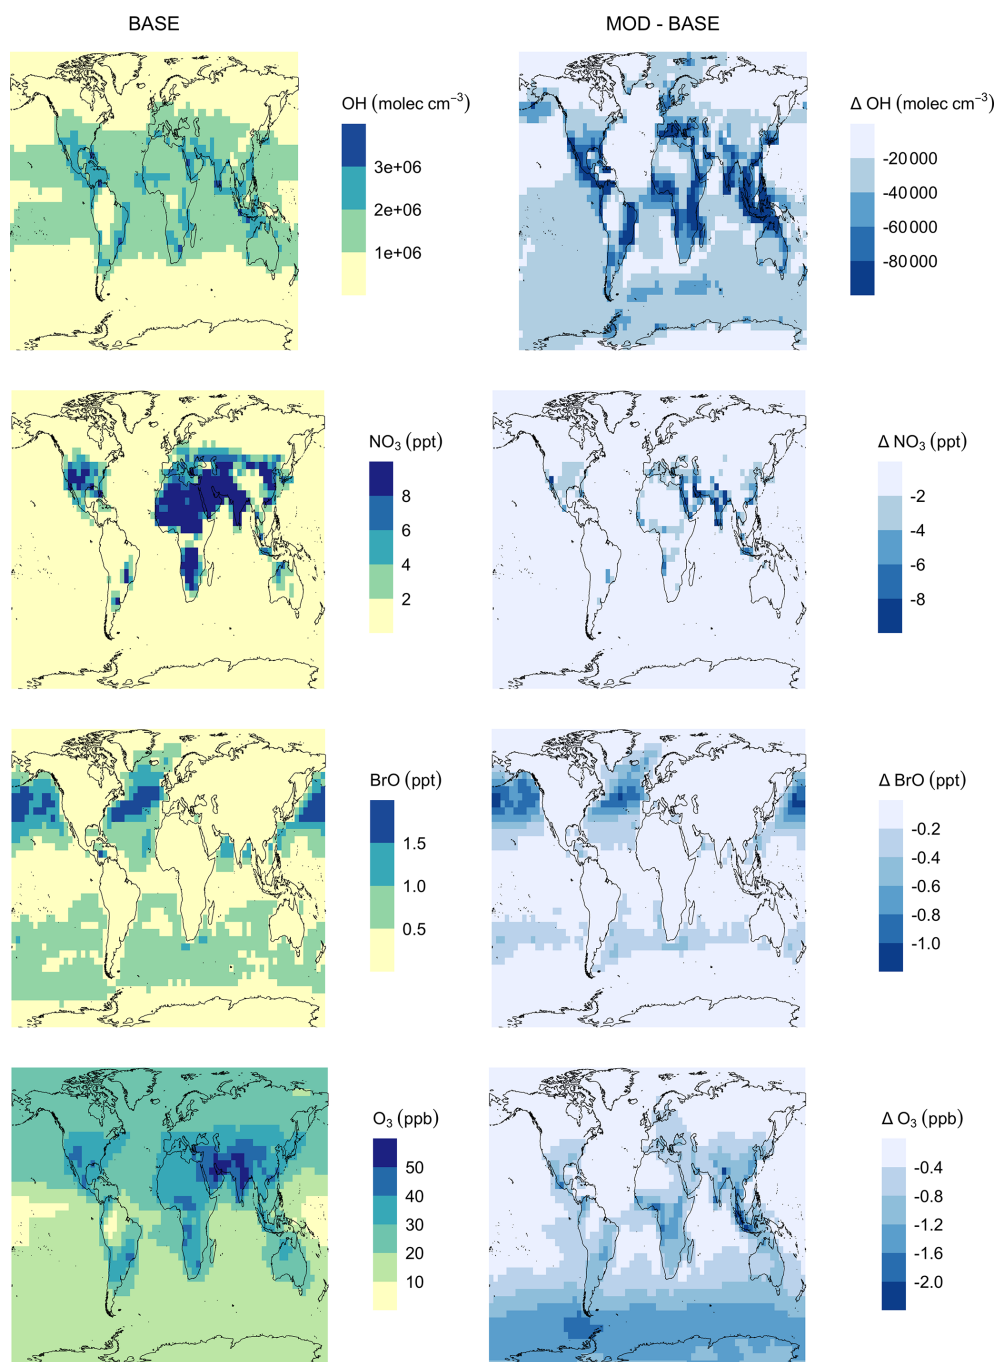 BASE
MOD - BASE
OH (molec cm⁻³)
3e+06
2e+06
1e+06
Δ OH (molec cm⁻³)
-20 000
-40 000
-60 000
-80 000
NO₃ (ppt)
8
6
4
2
Δ NO₃ (ppt)
-2
-4
-6
-8
BrO (ppt)
1.5
1.0
0.5
Δ BrO (ppt)
-0.2
-0.4
-0.6
-0.8
-1.0
O₃ (ppb)
50
40
30
20
10
Δ O₃ (ppb)
-0.4
-0.8
-1.2
-1.6
-2.0